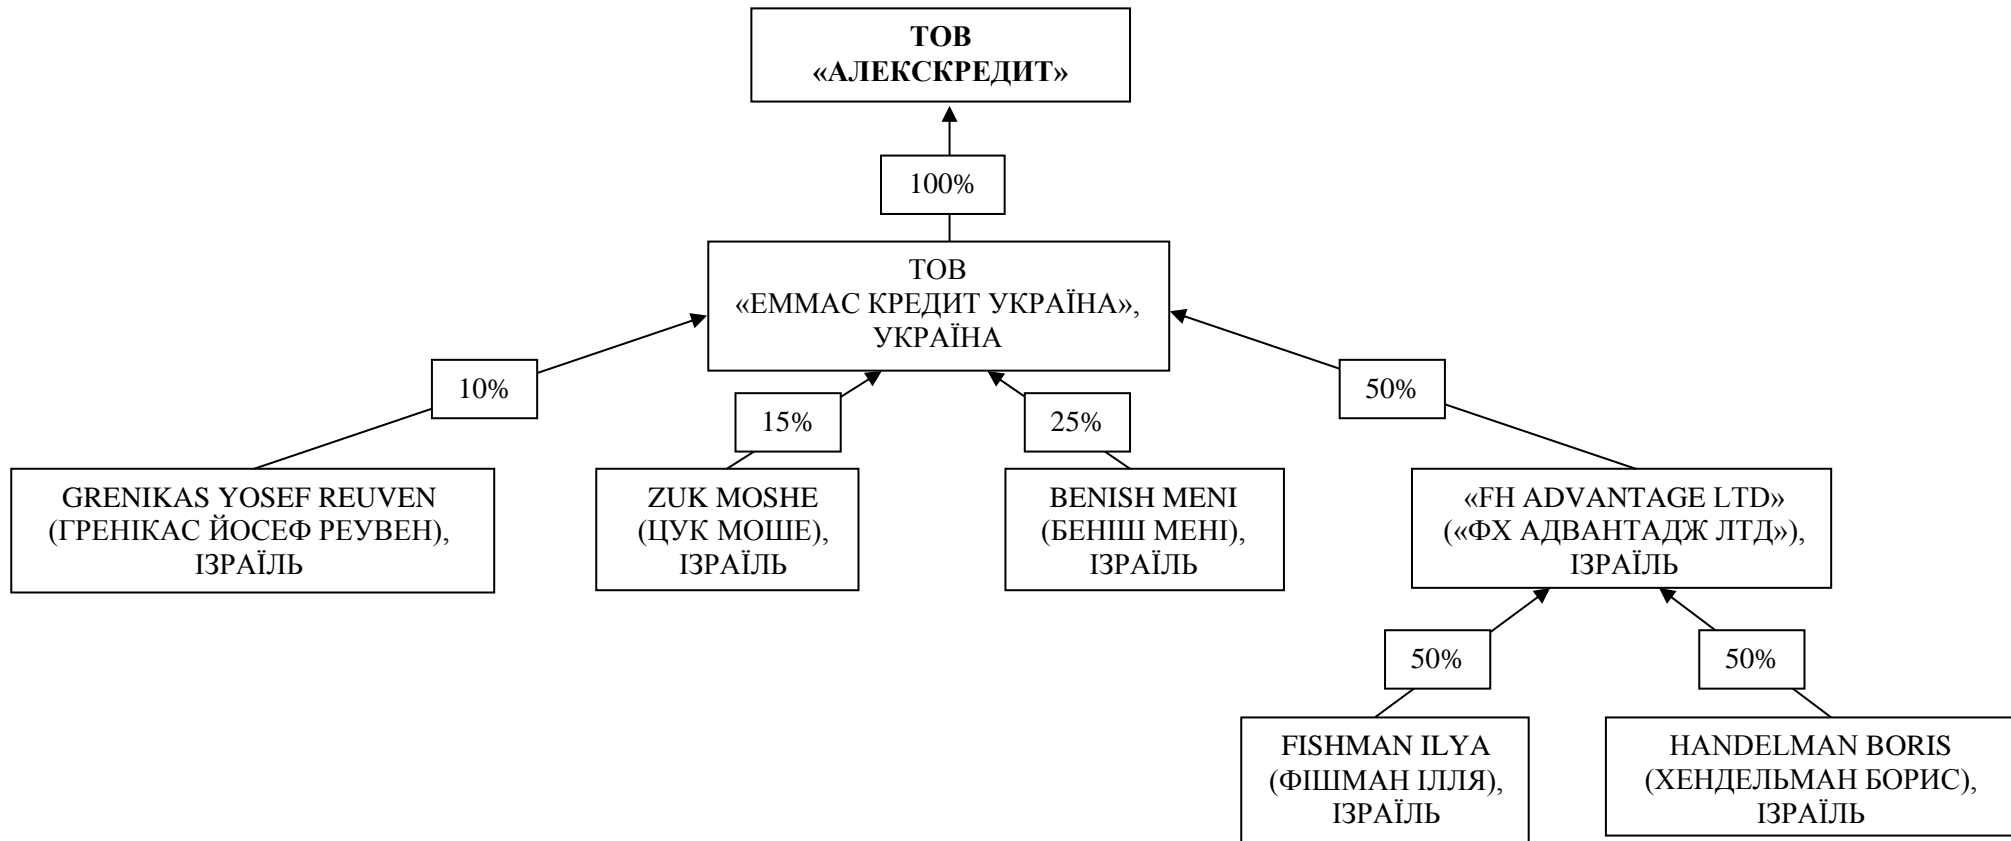 ТОВ
«АЛЕКСКРЕДИТ»
100%
ТОВ
«ЕММАС КРЕДИТ УКРАЇНА»,
УКРАЇНА
10%
15%
25%
50%
GRENIKAS YOSEF REUVEN
(ГРЕНІКАС ЙОСЕФ РЕУВЕН),
ІЗРАЇЛЬ
ZUK MOSHE
(ЦУК МОШЕ),
ІЗРАЇЛЬ
BENISH MENI
(БЕНІШ МЕНІ),
ІЗРАЇЛЬ
«FH ADVANTAGE LTD»
(«ФХ АДВАНТАДЖ ЛТД»),
ІЗРАЇЛЬ
50%
50%
FISHMAN ILYA
(ФІШМАН ІЛЛЯ),
ІЗРАЇЛЬ
HANDELMAN BORIS
(ХЕНДЕЛЬМАН БОРИС),
ІЗРАЇЛЬ